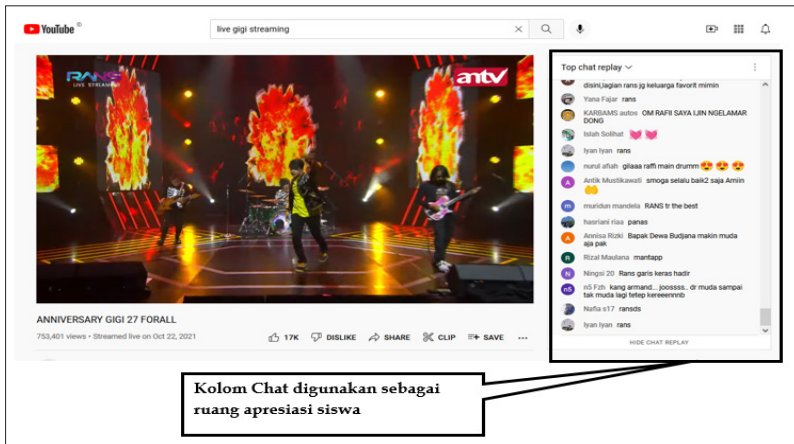 YouTube ID
live gigi streaming
RANS
LIVE STREAMING
antv
ANNIVERSARY GIGI 27 FORALL
753,401 views • Streamed live on Oct 22, 2021
17K DISLIKE SHARE CLIP SAVE
Top chat replay
disini,lagian rans jg keluarga favorit mimin
Yana Fajar rans
KARBAMS autos OM RAFII SAYA IJIN NGELAMAR
DONG
Islah Solihat
Iyan Iyan rans
nurul afiah gilaaa raffi main drumm
A Antik Mustikawati smoga selalu baik2 saja Amiin
m muridun mandela RANS tr the best
hasriani riaa panas
A Annisa Rizki Bapak Dewa Budjana makin muda
aja pak
R Rizal Maulana mantapp
N Ningsi 20 Rans garis keras hadir
n5 n5 Fzh kang armand... joossss.. dr muda sampai
tak muda lagi tetep kereeennnb
Nafia s17 ransds
Iyan Iyan rans
HIDE CHAT REPLAY
Kolom Chat digunakan sebagai
ruang apresiasi siswa